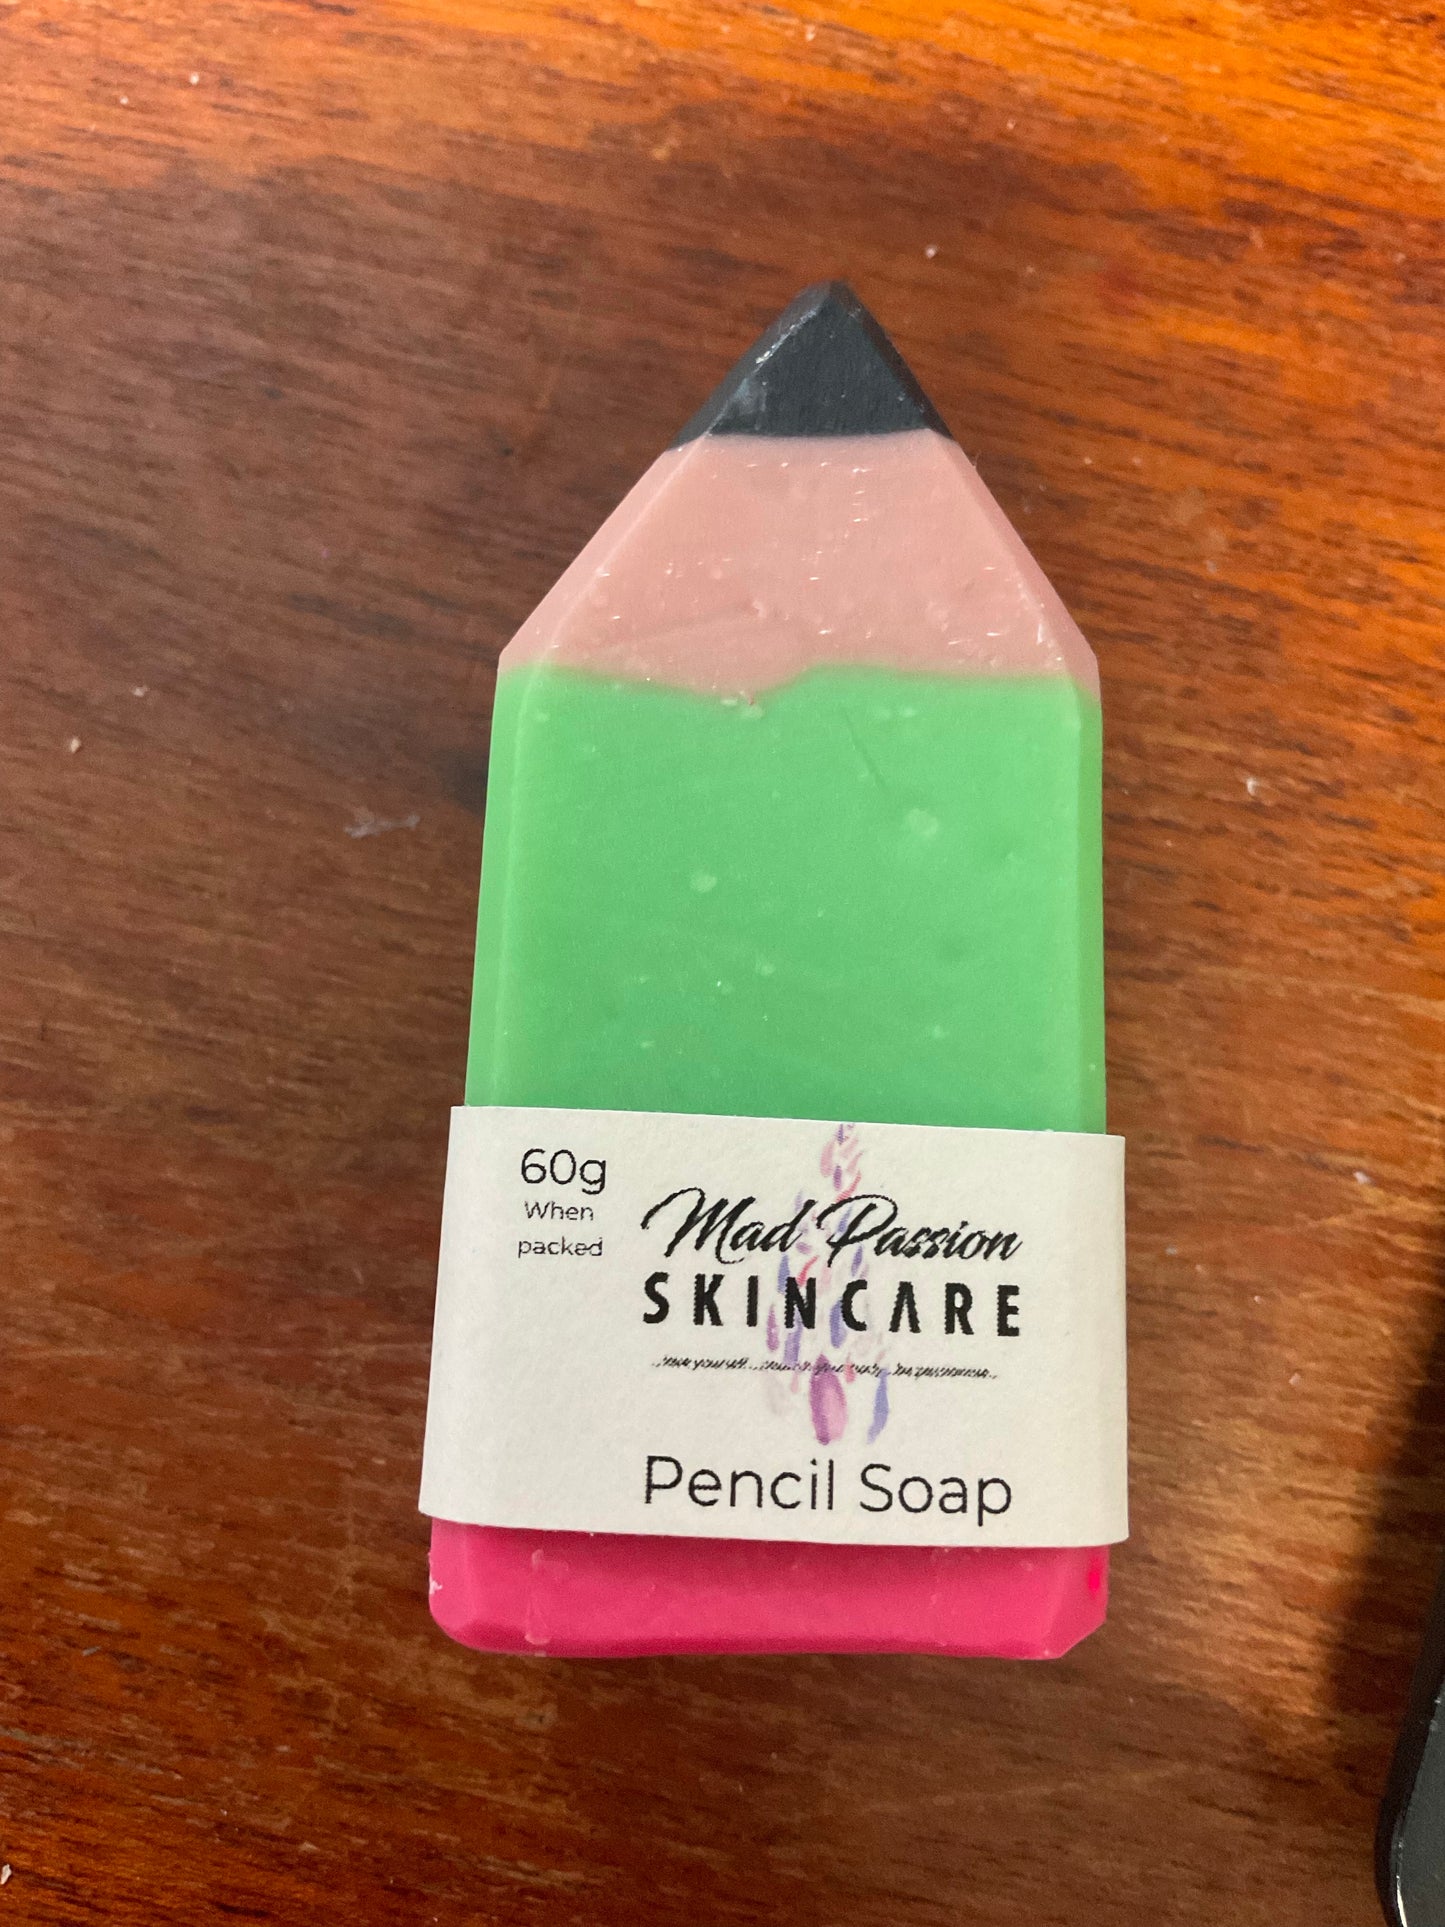 60g
When
packed
Mad Passion
SKINCARE
Pencil Soap